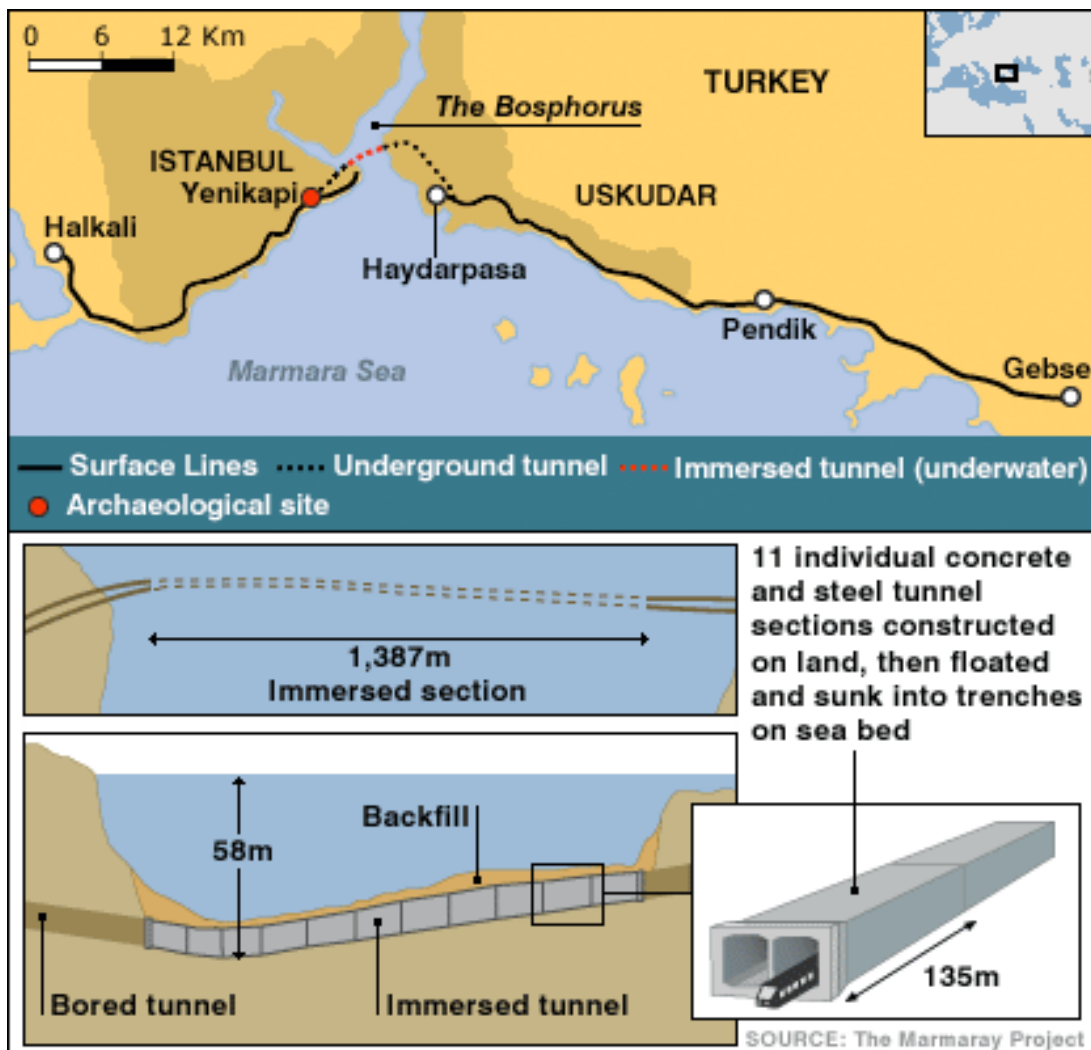 0 6 12 Km
TURKEY
The Bosphorus
ISTANBUL
Yenikapi
USKUDAR
Halkali
Haydarpasa
Pendik
Marmara Sea
Gebse
Surface Lines
Underground tunnel
Immersed tunnel (underwater)
Archaeological site
11 individual concrete
and steel tunnel
sections constructed
on land, then floated
and sunk into trenches
on sea bed
1,387m
Immersed section
Backfill
58m
135m
Bored tunnel
Immersed tunnel
SOURCE: The Marmaray Project